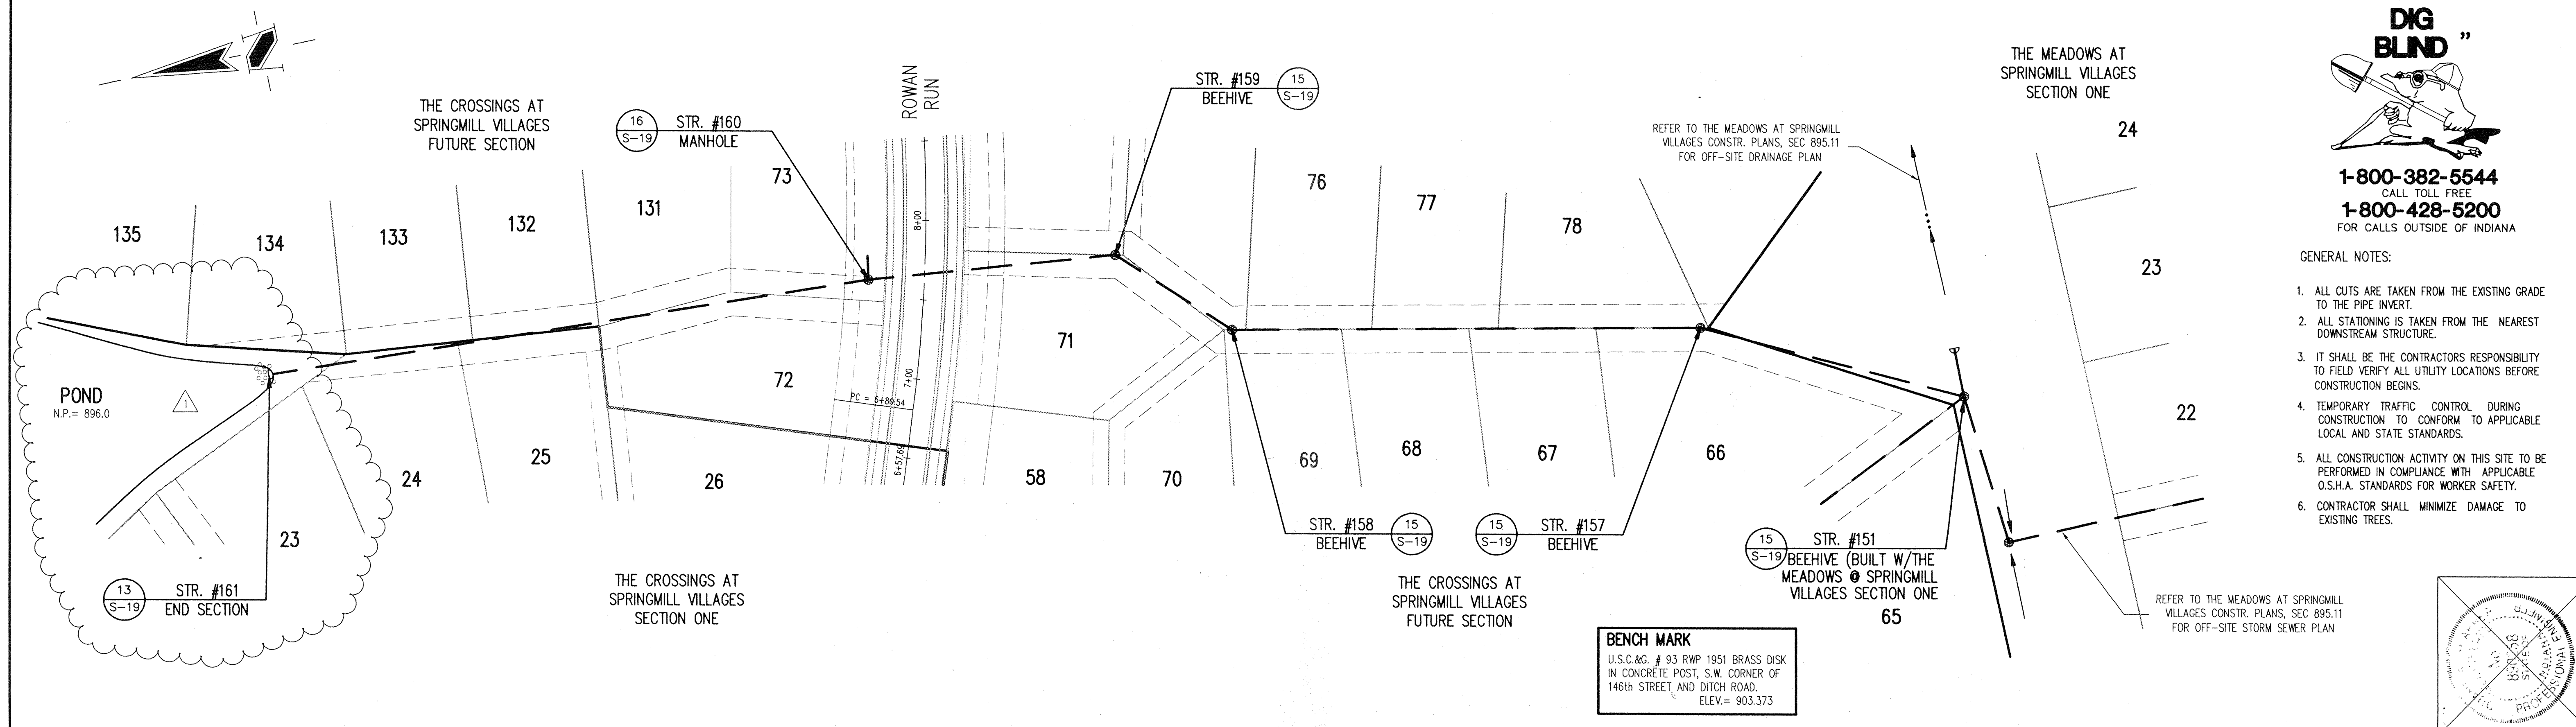 DIG
BLIND "
1-800-382-5544
CALL TOLL FREE
1-800-428-5200
FOR CALLS OUTSIDE OF INDIANA
GENERAL NOTES:
1. ALL CUTS ARE TAKEN FROM THE EXISTING GRADE
TO THE PIPE INVERT.
2. ALL STATIONING IS TAKEN FROM THE NEAREST
DOWNSTREAM STRUCTURE.
3. IT SHALL BE THE CONTRACTORS RESPONSIBILITY
TO FIELD VERIFY ALL UTILITY LOCATIONS BEFORE
CONSTRUCTION BEGINS.
4. TEMPORARY TRAFFIC CONTROL DURING
CONSTRUCTION TO CONFORM TO APPLICABLE
LOCAL AND STATE STANDARDS.
5. ALL CONSTRUCTION ACTIVITY ON THIS SITE TO BE
PERFORMED IN COMPLIANCE WITH APPLICABLE
O.S.H.A. STANDARDS FOR WORKER SAFETY.
6. CONTRACTOR SHALL MINIMIZE DAMAGE TO
EXISTING TREES.
THE CROSSINGS AT
SPRINGMILL VILLAGES
FUTURE SECTION
16
S-19
STR. #160
MANHOLE
ROWAN
RUN
STR. #159
BEEHIVE
15
S-19
THE MEADOWS AT
SPRINGMILL VILLAGES
SECTION ONE
REFER TO THE MEADOWS AT SPRINGMILL
VILLAGES CONSTR. PLANS, SEC 895.11
FOR OFF-SITE DRAINAGE PLAN
135
134
133
132
131
73
76
77
78
24
23
22
8+00
7+00
PC = 6+80.54
6+57.69
POND
N.P.= 896.0
1
72
71
24
25
26
58
70
69
68
67
66
23
13
S-19
STR. #161
END SECTION
THE CROSSINGS AT
SPRINGMILL VILLAGES
SECTION ONE
STR. #158
BEEHIVE
15
S-19
15
S-19
STR. #157
BEEHIVE
THE CROSSINGS AT
SPRINGMILL VILLAGES
FUTURE SECTION
15
S-19
STR. #151
BEEHIVE (BUILT W/THE
MEADOWS @ SPRINGMILL
VILLAGES SECTION ONE
65
BENCH MARK
U.S.C.&G. # 93 RWP 1951 BRASS DISK
IN CONCRETE POST, S.W. CORNER OF
146th STREET AND DITCH ROAD.
ELEV.= 903.373
REFER TO THE MEADOWS AT SPRINGMILL
VILLAGES CONSTR. PLANS, SEC 895.11
FOR OFF-SITE STORM SEWER PLAN
PROFESSIONAL ENGINEER